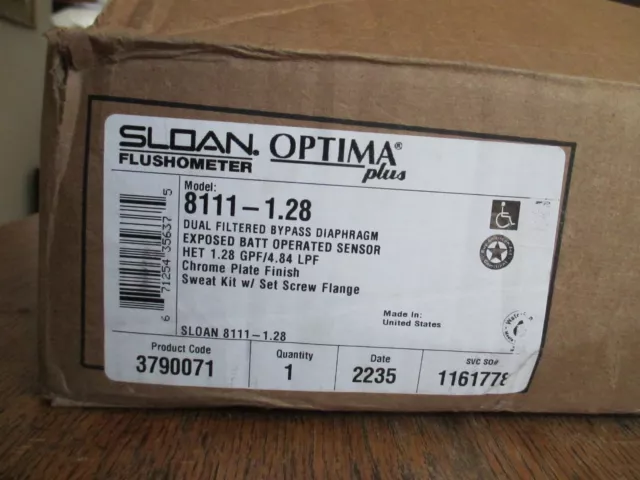 SLOAN. OPTIMA®
FLUSHOMETER plus
Model:
8111-1.28
DUAL FILTERED BYPASS DIAPHRAGM
EXPOSED BATT OPERATED SENSOR
HET 1.28 GPF/4.84 LPF
Chrome Plate Finish
Sweat Kit w/ Set Screw Flange
6 71254 35637 5
Made In:
United States
SLOAN 8111-1.28
Product Code
3790071
Quantity
1
Date
2235
SVC SO#
1161778